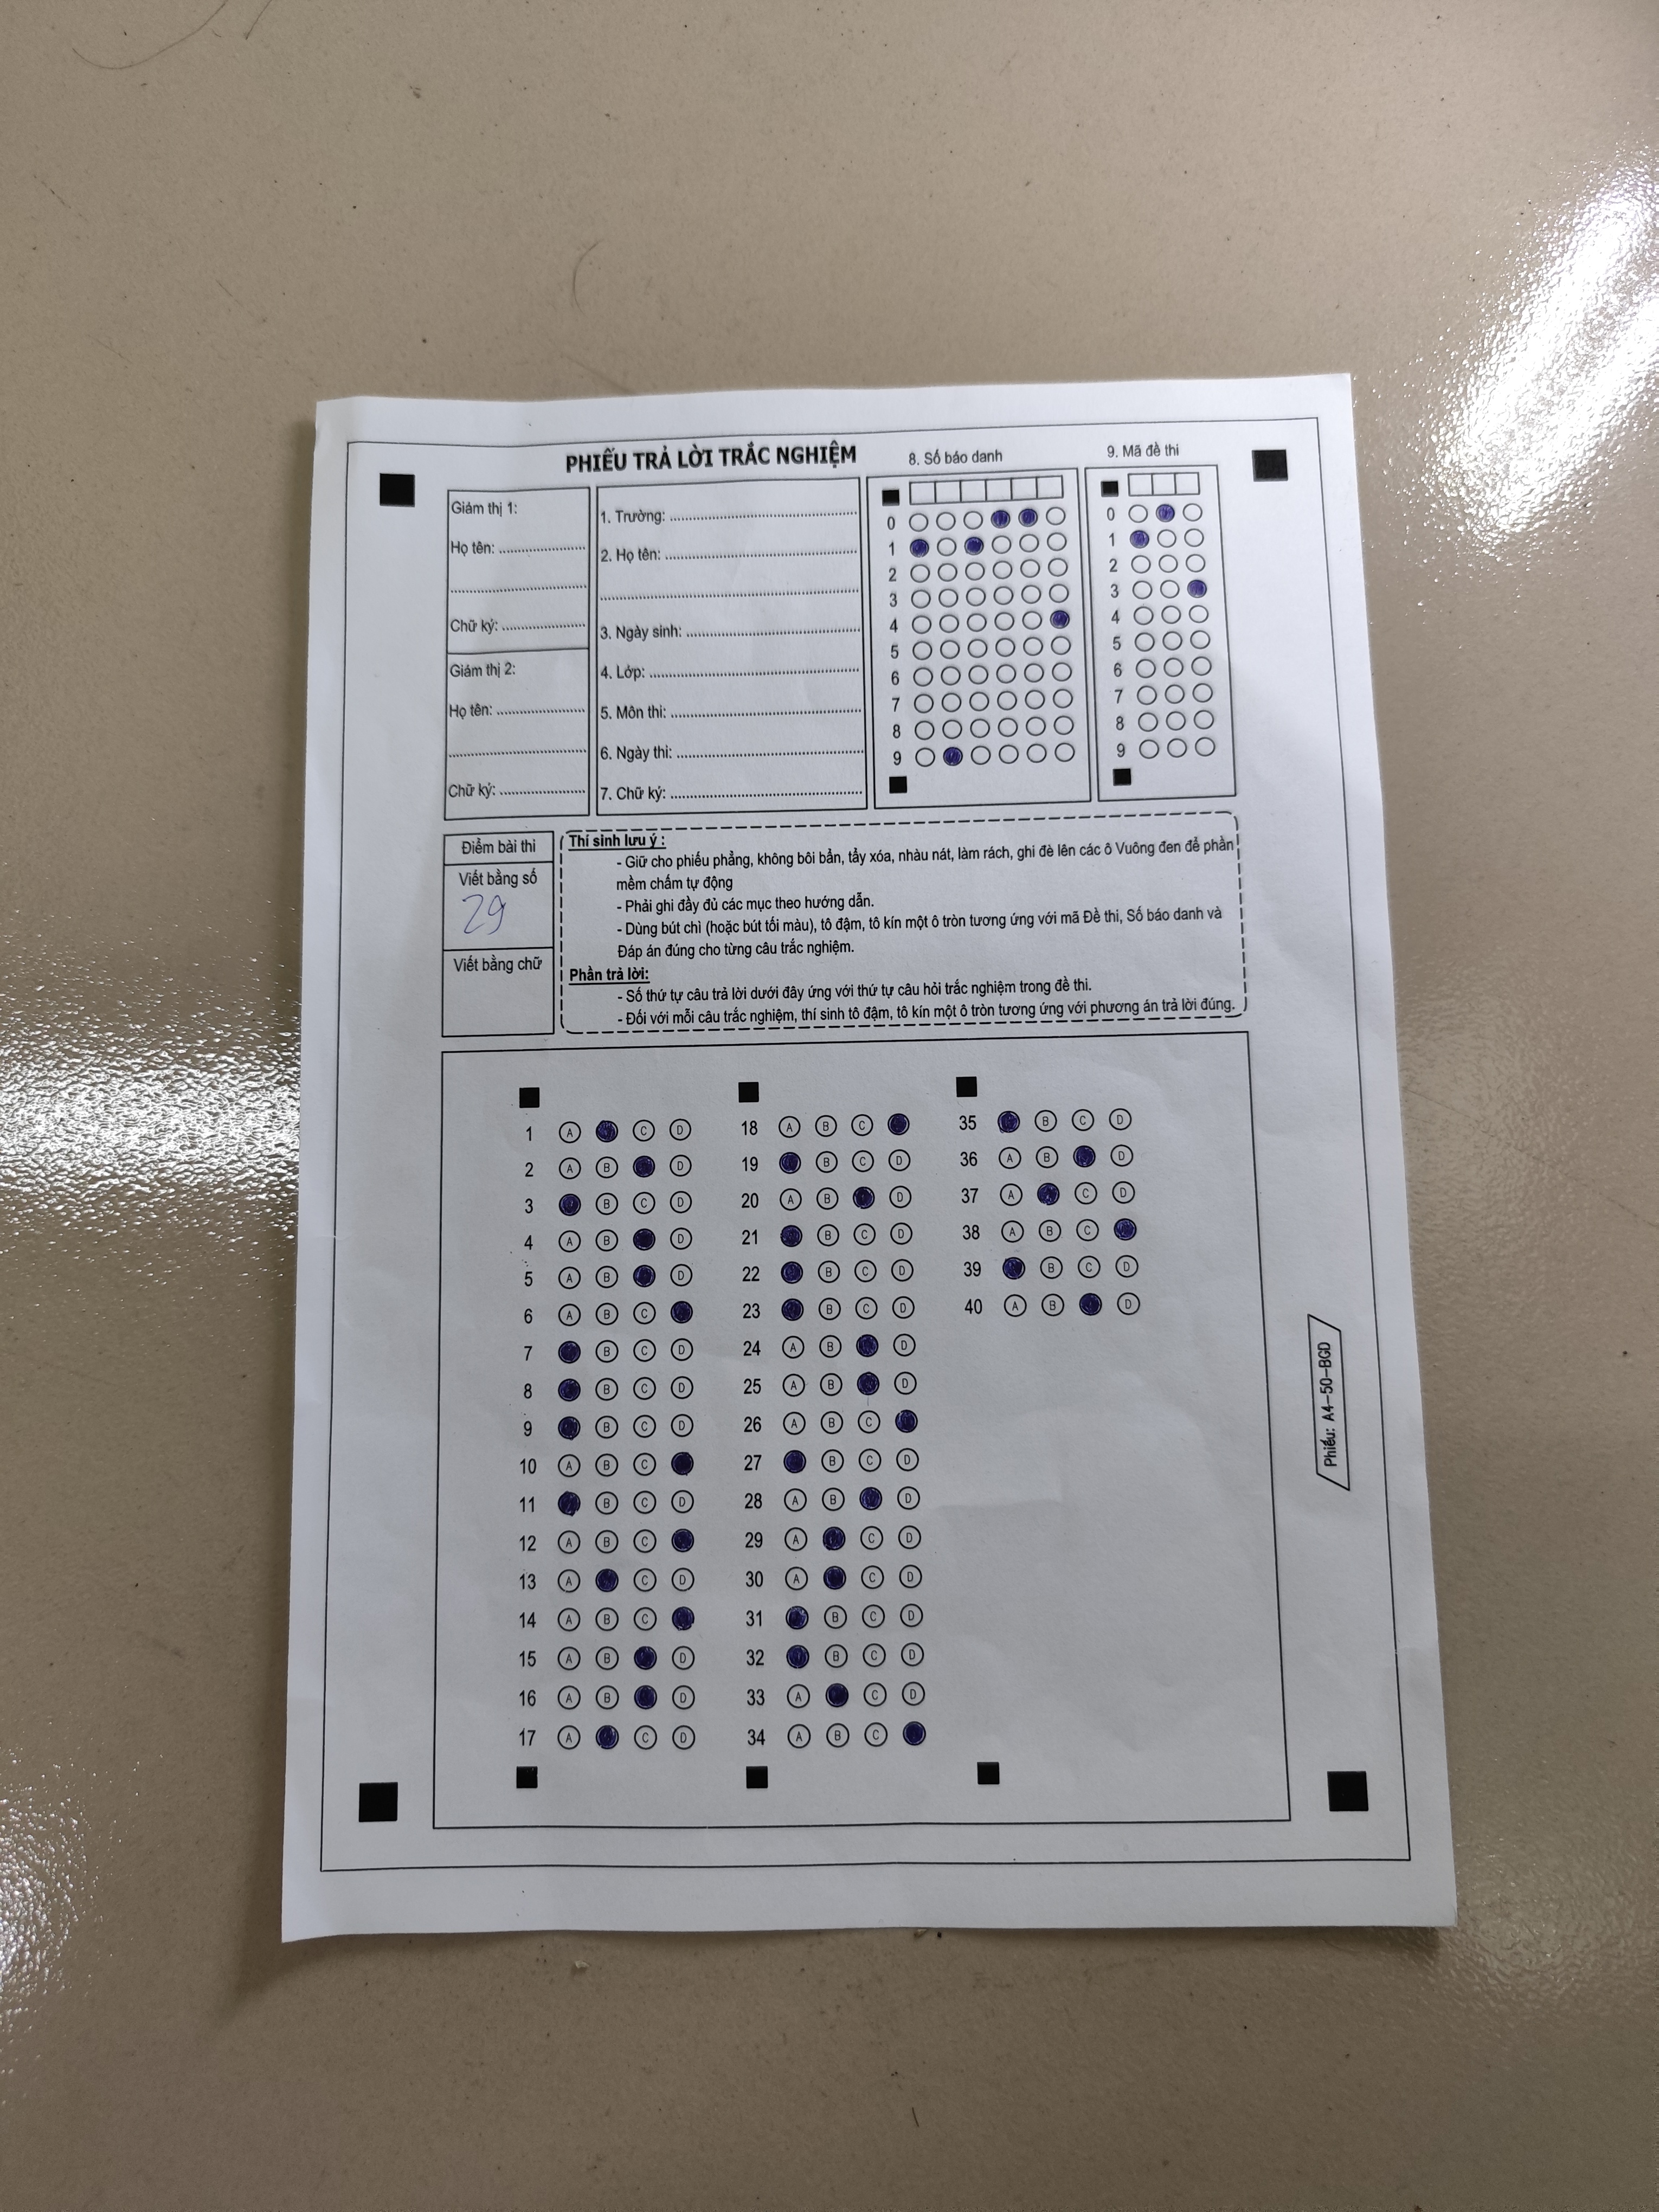 PHIẾU TRẢ LỜI TRẮC NGHIỆM
Giám thị 1:
Họ tên: ....................
................................
Chữ ký: ....................
Giám thị 2:
Họ tên: ....................
................................
Chữ ký: ....................
1. Trường: ............................................
2. Họ tên: ............................................
............................................................
3. Ngày sinh: ........................................
4. Lớp: ................................................
5. Môn thi: ...........................................
6. Ngày thi: ..........................................
7. Chữ ký: ............................................
8. Số báo danh
0
1
2
3
4
5
6
7
8
9
9. Mã đề thi
0
1
2
3
4
5
6
7
8
9
Điểm bài thi
Viết bằng số
29
Viết bằng chữ
Thí sinh lưu ý :
- Giữ cho phiếu phẳng, không bôi bẩn, tẩy xóa, nhàu nát, làm rách, ghi đè lên các ô Vuông đen để phần
mềm chấm tự động
- Phải ghi đầy đủ các mục theo hướng dẫn.
- Dùng bút chì (hoặc bút tối màu), tô đậm, tô kín một ô tròn tương ứng với mã Đề thi, Số báo danh và
Đáp án đúng cho từng câu trắc nghiệm.
Phần trả lời:
- Số thứ tự câu trả lời dưới đây ứng với thứ tự câu hỏi trắc nghiệm trong đề thi.
- Đối với mỗi câu trắc nghiệm, thí sinh tô đậm, tô kín một ô tròn tương ứng với phương án trả lời đúng.
1 A C D
2 A B D
3 B C D
4 A B D
5 A B D
6 A B C
7 B C D
8 B C D
9 B C D
10 A B C
11 B C D
12 A B C
13 A C D
14 A B C
15 A B D
16 A B D
17 A C D
18 A B C
19 B C D
20 A B D
21 B C D
22 B C D
23 B C D
24 A B D
25 A B D
26 A B C
27 B C D
28 A B D
29 A C D
30 A C D
31 B C D
32 B C D
33 A C D
34 A B C
35 B C D
36 A B D
37 A C D
38 A B C
39 B C D
40 A B D
Phiếu: A4-50-BGD